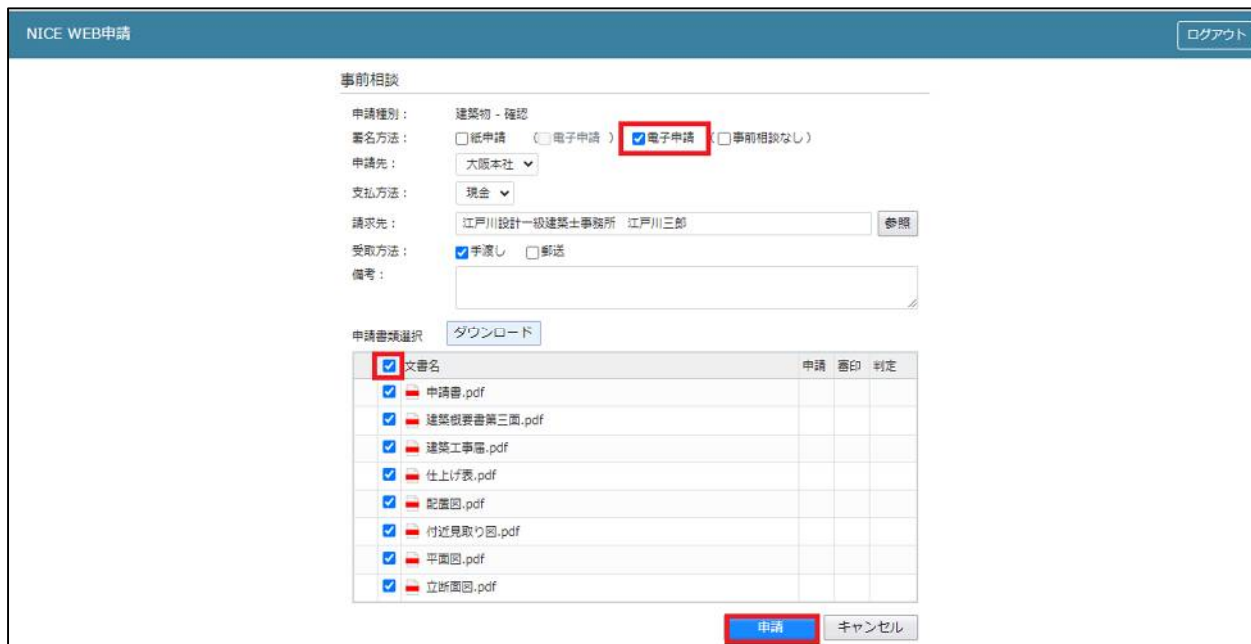 NICE WEB申請
ログアウト
事前相談
申請種別： 建築物 - 確認
署名方法： 紙申請 （ 電子申請 ） 電子申請 （ 事前相談なし ）
申請先： 大阪本社
支払方法： 現金
請求先： 江戸川設計一級建築士事務所 江戸川三郎 参照
受取方法： 手渡し 郵送
備考：
申請書類選択 ダウンロード
文書名 申請 審印 判定
申請書.pdf
建築概要書第三面.pdf
建築工事届.pdf
仕上げ表.pdf
配置図.pdf
付近見取り図.pdf
平面図.pdf
立断面図.pdf
申請 キャンセル